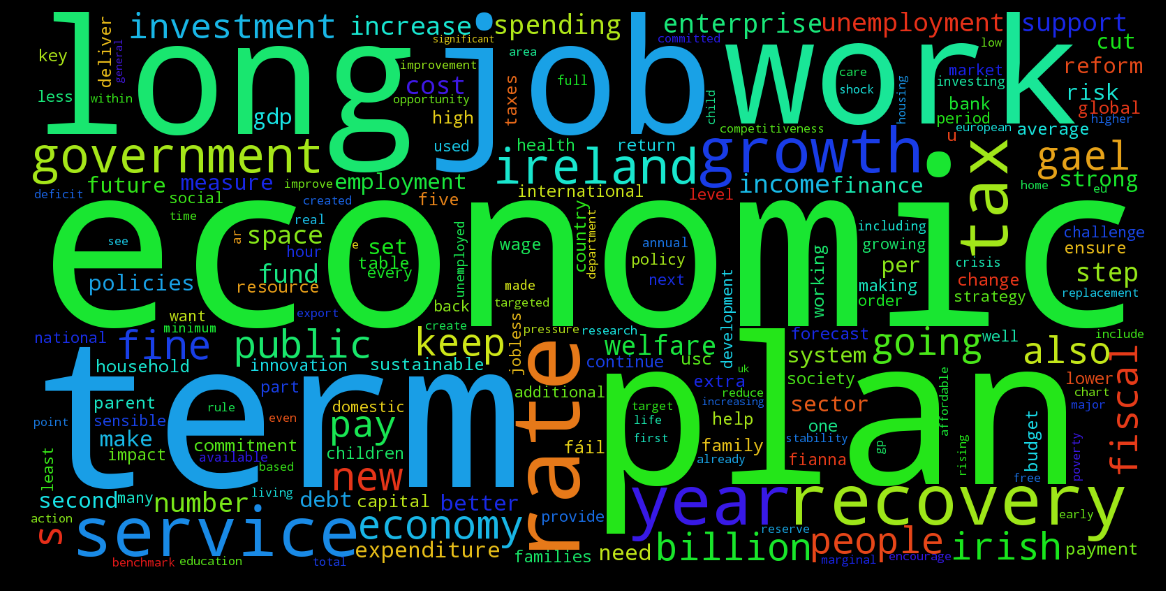 long job work
investment increase spending enterprise unemployment support
key deliver general significant committed area low cut
improvement market reform
less within cost opportunity full care shock investing risk
gdp high taxes child housing bank period global higher
used health return competitiveness u european average
government ireland growth tax gael
future measure improve employment international level income finance home eu strong
deficit social created five
time real ar space hour e set table every unemployed wage country department annual including growing challenge
see policies fund resource made policy next working per crisis ensure
economic
want export back targeted development making order change step
minimum create strategy replacement
national fine public keep jobless pressure research welfare forecast going well include
household innovation sustainable rate continue usc uk system also
term plan
parent part additional extra reduce society affordable lower chart fiscal
point sensible rule domestic target life first increasing sector major
make even pay help one
impact commitment children fáil family stability gp rising budget poverty
least available based new already fianna free
second many number living debt capital better year recovery
action s service economy provide reserve early
expenditure need billion people irish payment
benchmark education total families marginal encourage